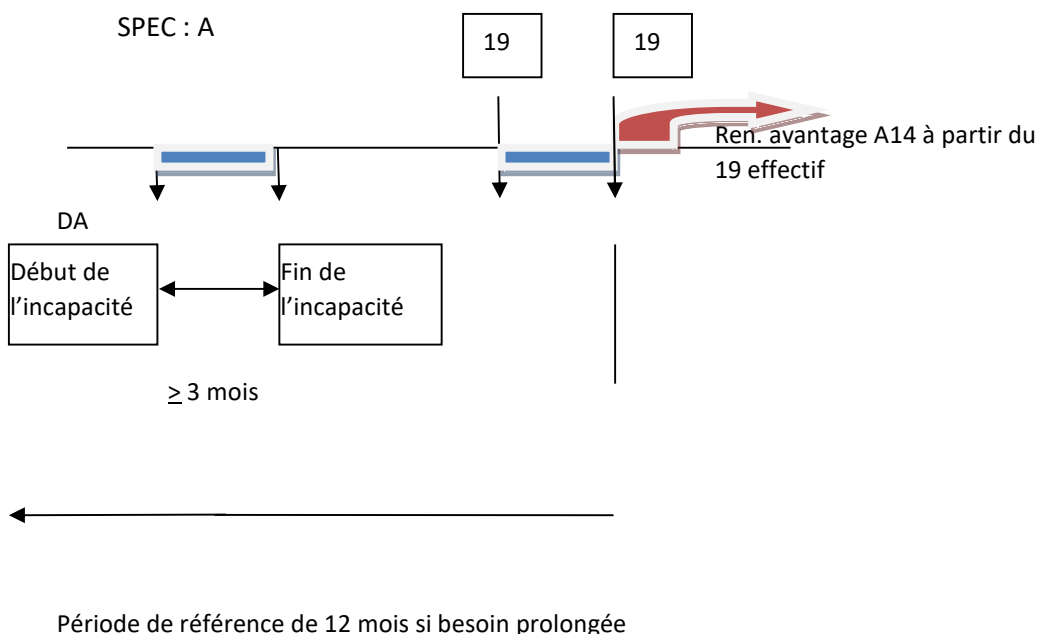 SPEC : A
19
19
Ren. avantage A14 à partir du
19 effectif
DA
Début de
l’incapacité
Fin de
l’incapacité
≥ 3 mois
Période de référence de 12 mois si besoin prolongée